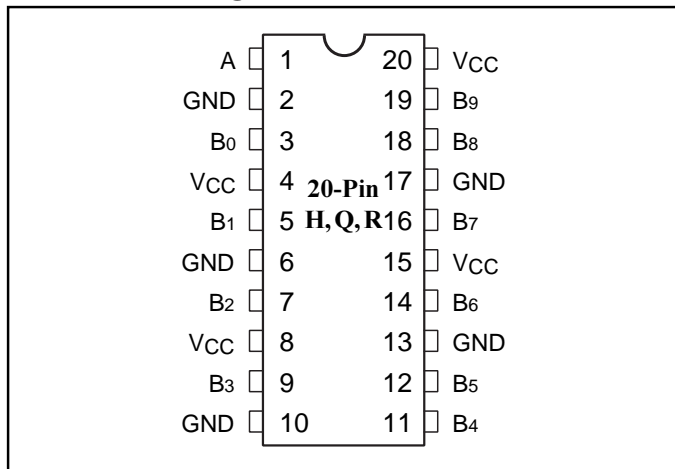 A 1 20 VCC
GND 2 19 B9
B0 3 18 B8
VCC 4 20-Pin 17 GND
B1 5 H, Q, R 16 B7
GND 6 15 VCC
B2 7 14 B6
VCC 8 13 GND
B3 9 12 B5
GND 10 11 B4